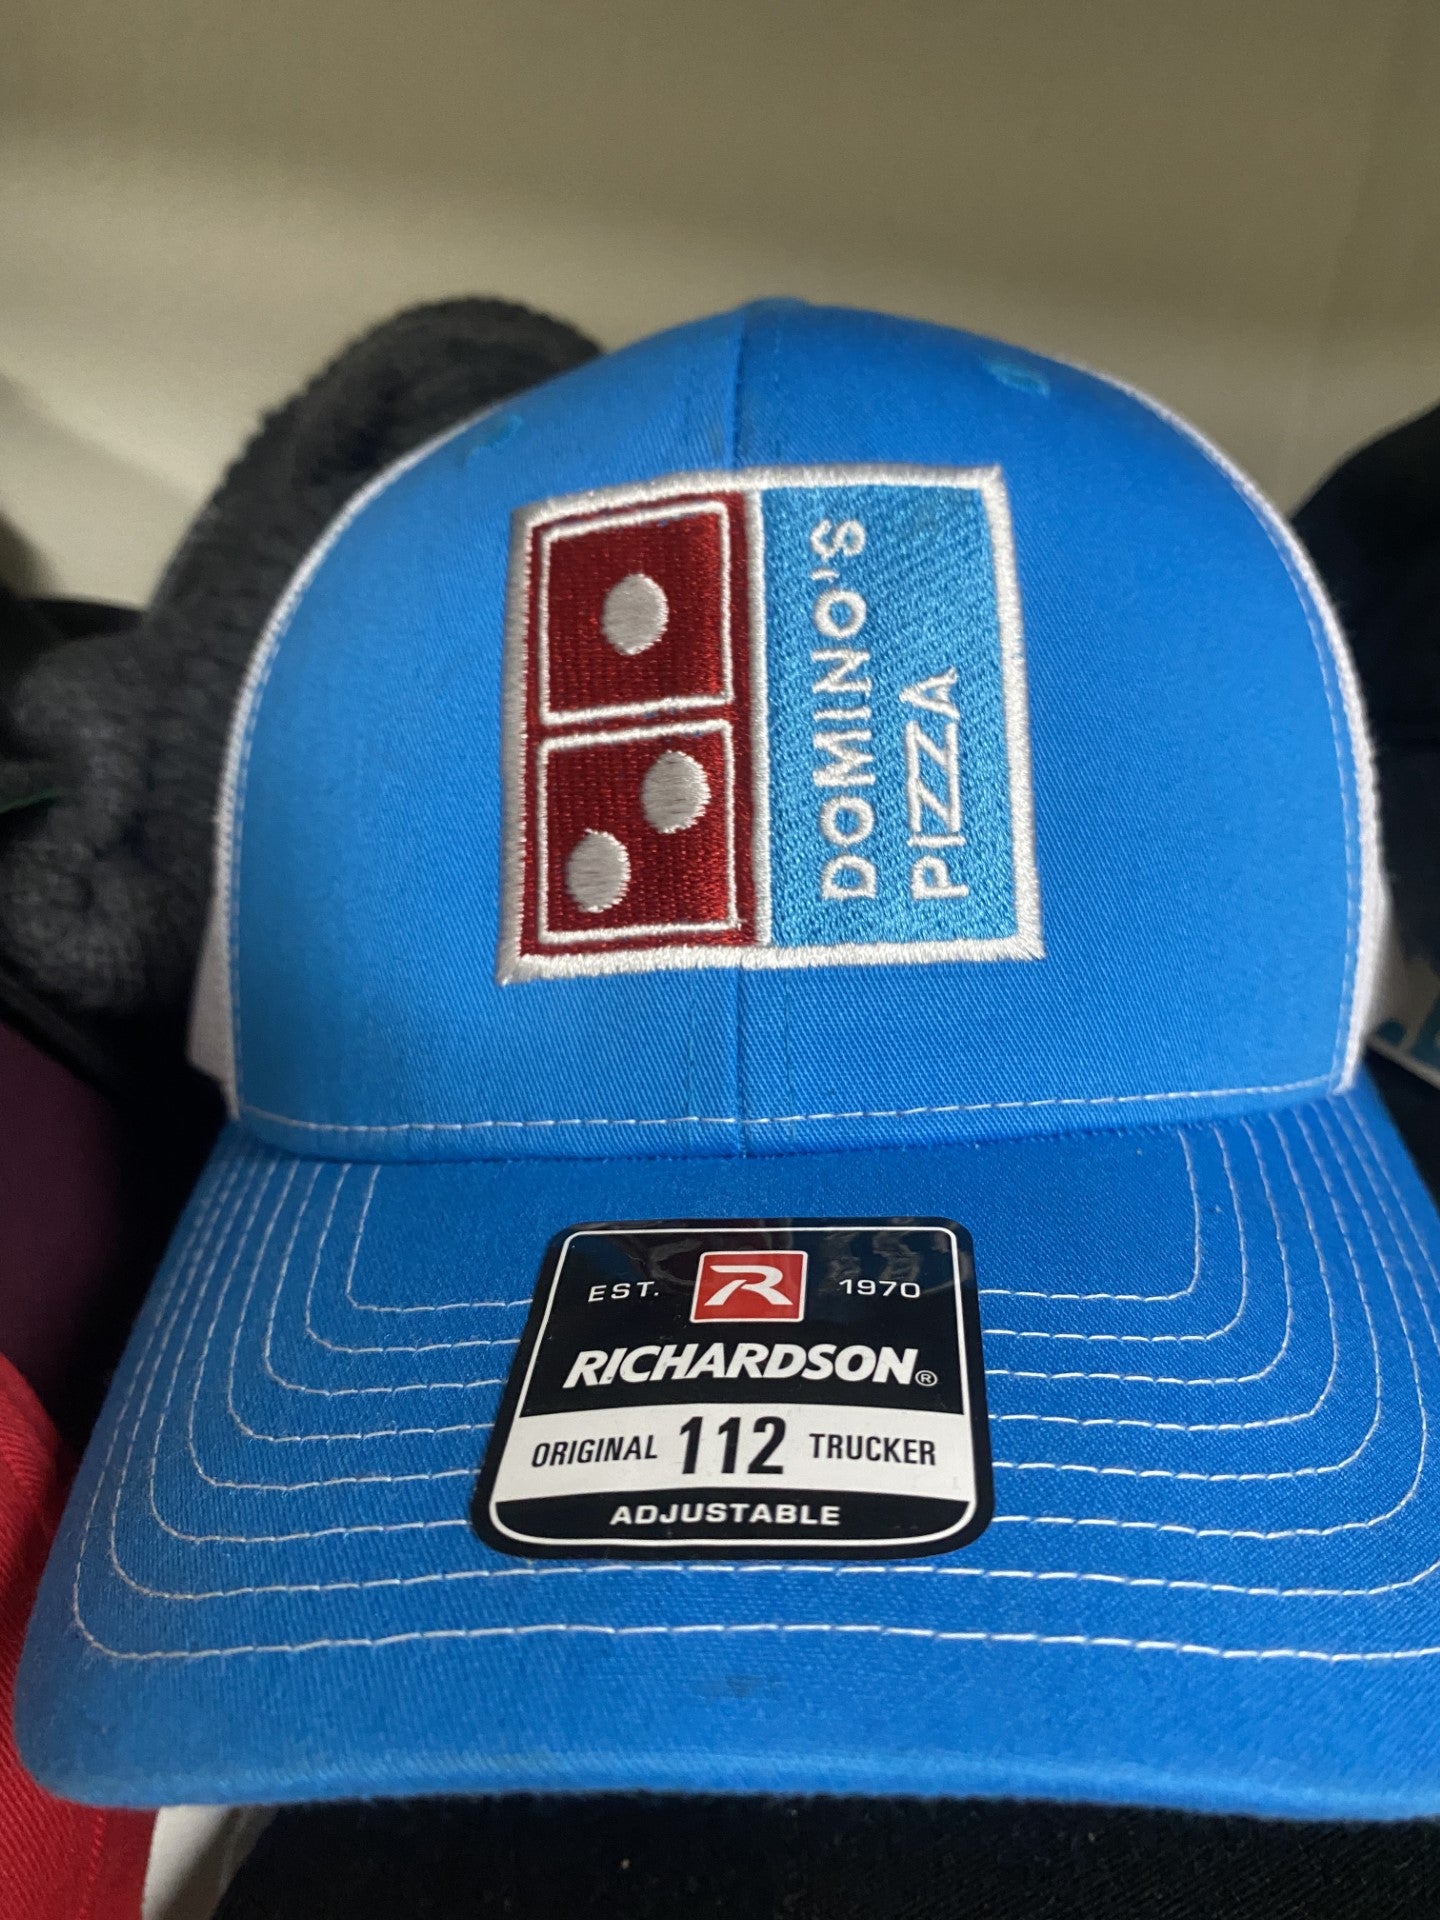 DOMINO'S
PIZZA
EST. R 1970
RICHARDSON®
ORIGINAL 112 TRUCKER
ADJUSTABLE